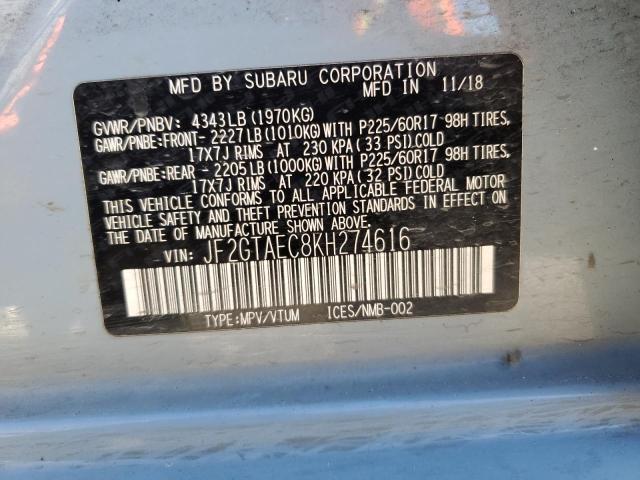 MFD BY SUBARU CORPORATION
MFD IN 11/18
GVWR/PNBV: 4343LB(1970KG)
GAWR/PNBE:FRONT- 2227LB(1010KG)WITH P225/60R17 98H TIRES,
17X7J RIMS AT 230 KPA(33 PSI)COLD
GAWR/PNBE:REAR - 2205LB(1000KG)WITH P225/60R17 98H TIRES,
17X7J RIMS AT 220 KPA(32 PSI)COLD
THIS VEHICLE CONFORMS TO ALL APPLICABLE FEDERAL MOTOR
VEHICLE SAFETY AND THEFT PREVENTION STANDARDS IN EFFECT ON THE
DATE OF MANUFACTURE SHOWN ABOVE.
VIN: JF2GTAEC8KH274616
TYPE:MPV/VTUM ICES/NMB-002